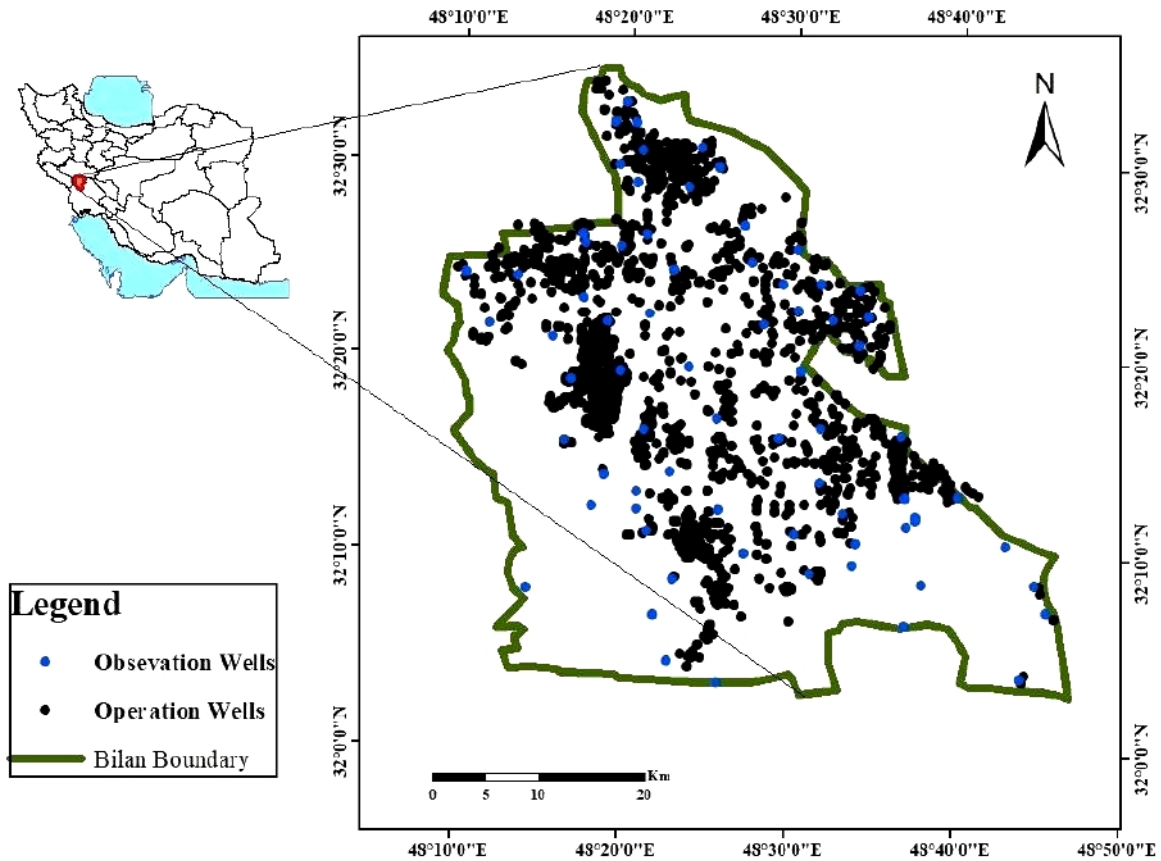 48°10'0"E 48°20'0"E 48°30'0"E 48°40'0"E
N
32°30'0"N 32°30'0"N
32°20'0"N 32°20'0"N
32°10'0"N 32°10'0"N
32°0'0"N 32°0'0"N
Legend
Obsevation Wells
Operation Wells
Bilan Boundary
Km
0 5 10 20
48°10'0"E 48°20'0"E 48°30'0"E 48°40'0"E 48°50'0"E